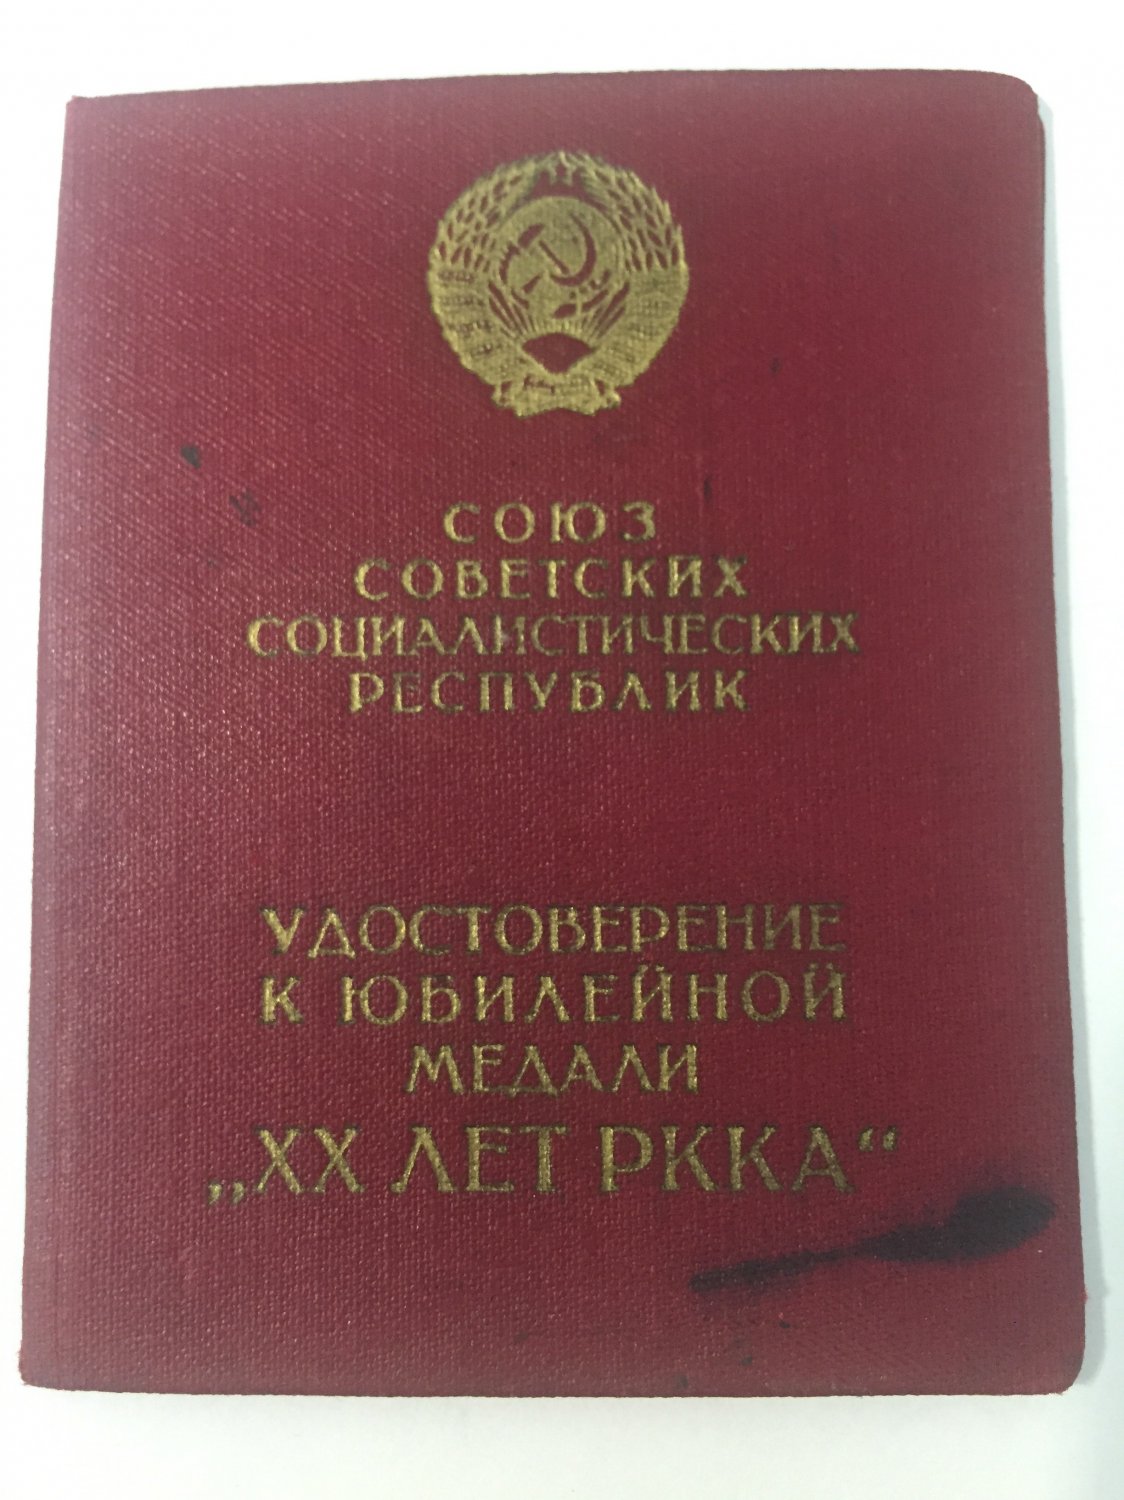 СОЮЗ
СОВЕТСКИХ
СОЦИАЛИСТИЧЕСКИХ
РЕСПУБЛИК
УДОСТОВЕРЕНИЕ
К ЮБИЛЕЙНОЙ
МЕДАЛИ
„XX ЛЕТ РККА“